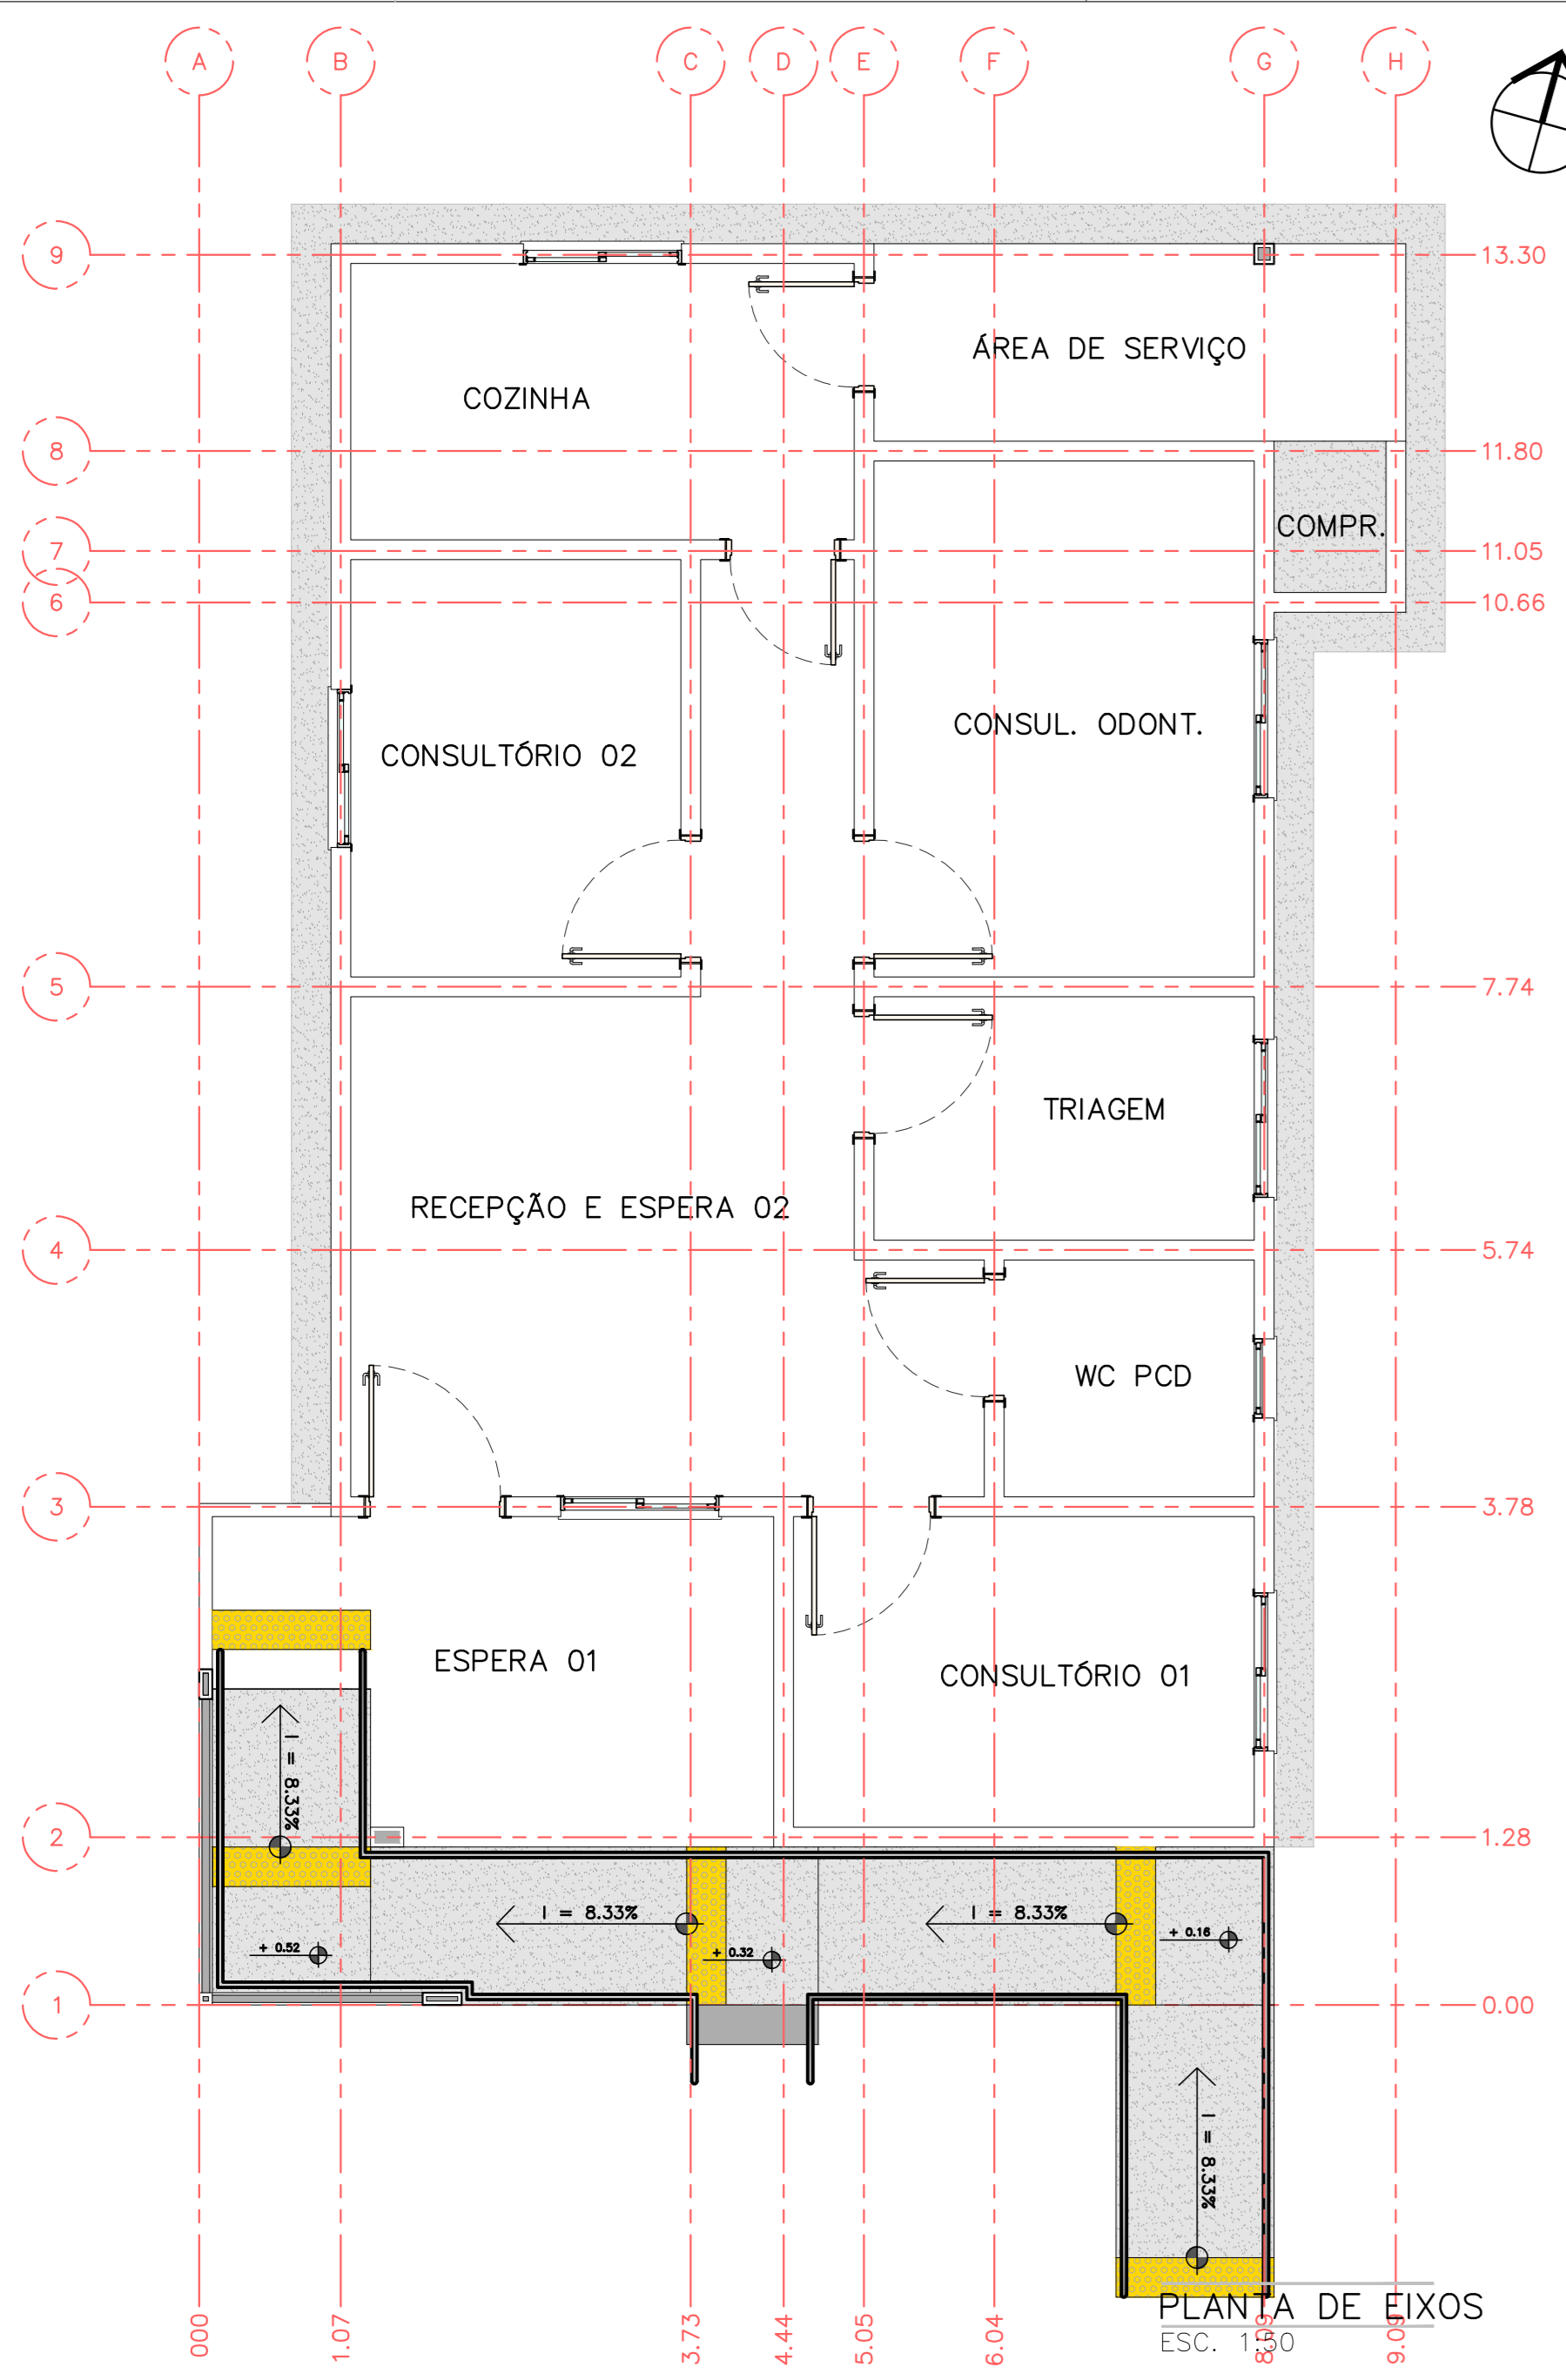 A B C D E F G H
9 13.30
ÁREA DE SERVIÇO
COZINHA
8 11.80
COMPR.
7 11.05
6 10.66
CONSUL. ODONT.
CONSULTÓRIO 02
5 7.74
TRIAGEM
RECEPÇÃO E ESPERA 02
4 5.74
WC PCD
3 3.78
ESPERA 01
CONSULTÓRIO 01
I = 8.33%
2 1.28
I = 8.33%
I = 8.33%
+ 0.16
+ 0.52
+ 0.32
1 0.00
I = 8.33%
PLANTA DE EIXOS
ESC. 1:50
000 1.07 3.73 4.44 5.05 6.04 8.09 9.09